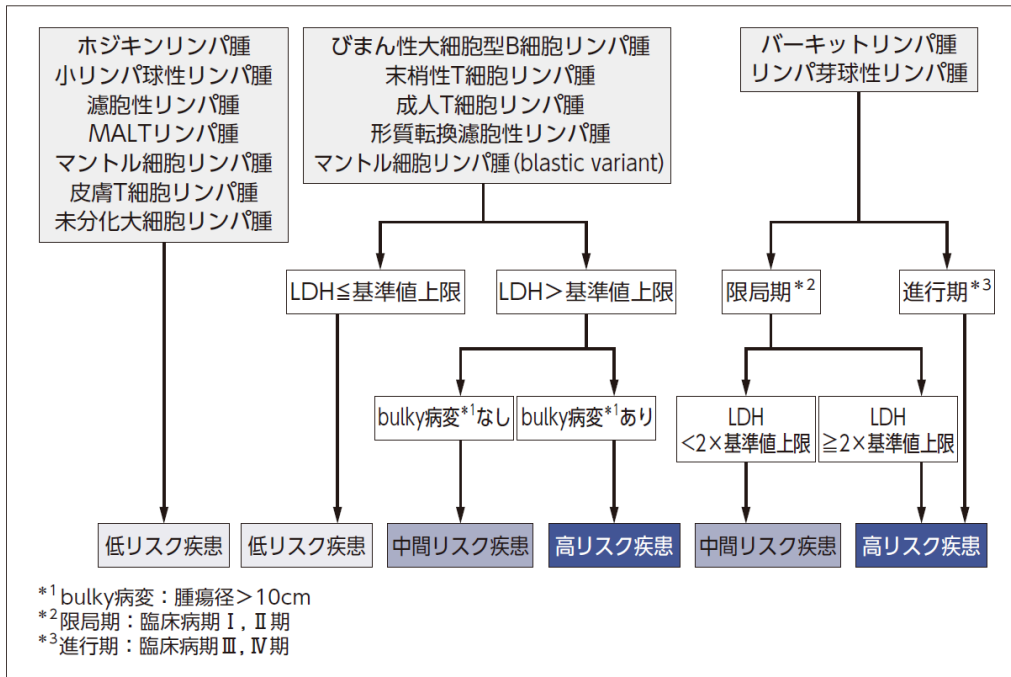 ホジキンリンパ腫
小リンパ球性リンパ腫
濾胞性リンパ腫
MALTリンパ腫
マントル細胞リンパ腫
皮膚T細胞リンパ腫
未分化大細胞リンパ腫
びまん性大細胞型B細胞リンパ腫
末梢性T細胞リンパ腫
成人T細胞リンパ腫
形質転換濾胞性リンパ腫
マントル細胞リンパ腫(blastic variant)
バーキットリンパ腫
リンパ芽球性リンパ腫
LDH≦基準値上限
LDH>基準値上限
限局期*2
進行期*3
bulky病変*1なし
bulky病変*1あり
LDH
<2×基準値上限
LDH
≧2×基準値上限
低リスク疾患
低リスク疾患
中間リスク疾患
高リスク疾患
中間リスク疾患
高リスク疾患
*1 bulky病変:腫瘍径>10cm
*2限局期:臨床病期Ⅰ,Ⅱ期
*3進行期:臨床病期Ⅲ,Ⅳ期